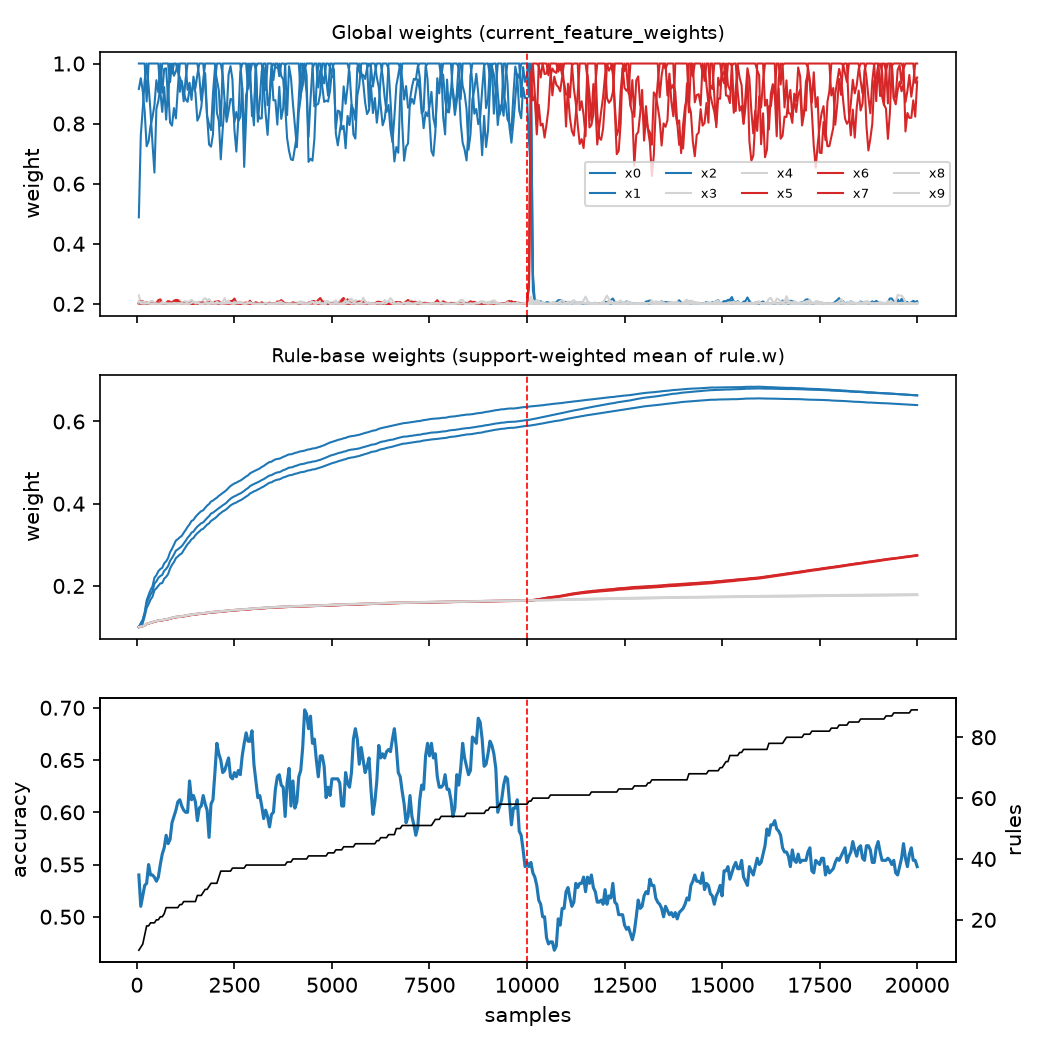 Global weights (current_feature_weights)
1.0
0.8
0.6
0.4
0.2
weight
x0 x2 x4 x6 x8
x1 x3 x5 x7 x9
Rule-base weights (support-weighted mean of rule.w)
0.6
0.4
0.2
weight
0.70
0.65
0.60
0.55
0.50
accuracy
80
60
40
20
rules
0 2500 5000 7500 10000 12500 15000 17500 20000
samples